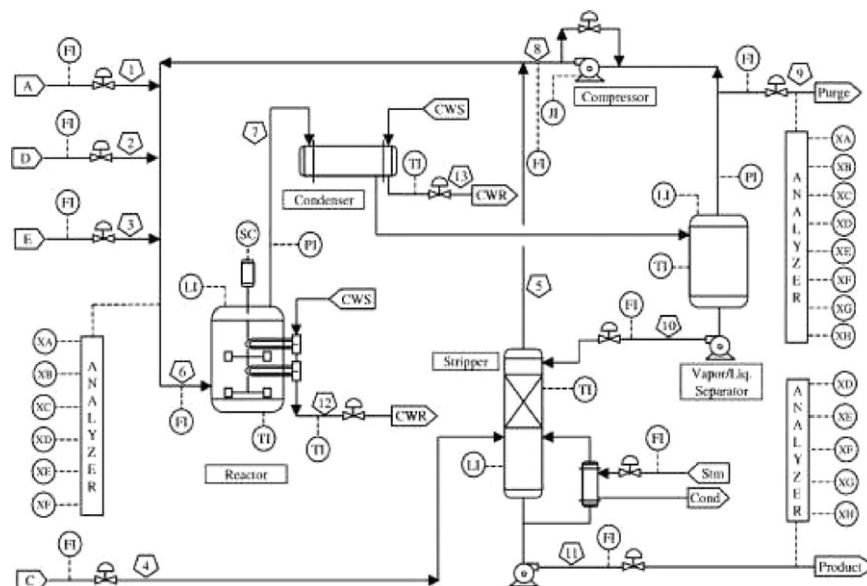 FI
1
A
8
Compressor
JI
FI
9
Purge
FI
2
D
7
CWS
TI
13
CWR
Condenser
FI
PI
XA
XB
XC
XD
XE
XF
XG
XH
ANALYZER
FI
3
E
SC
PI
LI
TI
5
LI
CWS
FI
10
Vapor/Liq.
Separator
XA
XB
XC
XD
XE
XF
ANALYZER
6
FI
TI
Reactor
12
TI
CWR
Stripper
TI
LI
FI
Stm
Cond
XD
XE
XF
XG
XH
ANALYZER
FI
4
C
11
FI
Product